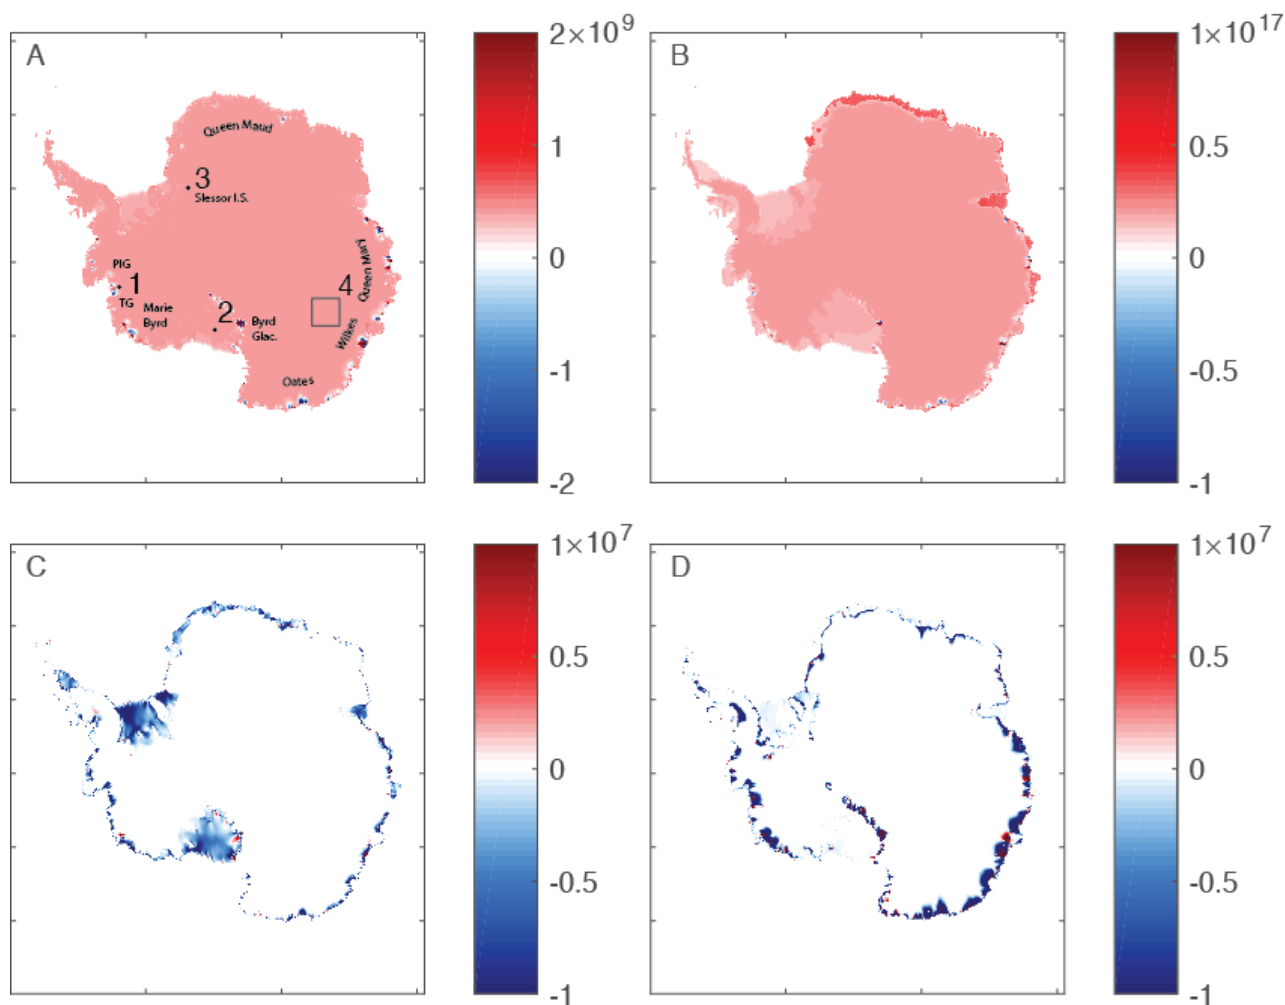 A
2×10⁹
1
0
-1
-2
Queen Maud
3
Slessor I.S.
PIG
1
TG
Marie
Byrd
2
Byrd
Glac.
4
Queen Mary
Wilkes
Oates
B
1×10¹⁷
0.5
0
-0.5
-1
C
1×10⁷
0.5
0
-0.5
-1
D
1×10⁷
0.5
0
-0.5
-1